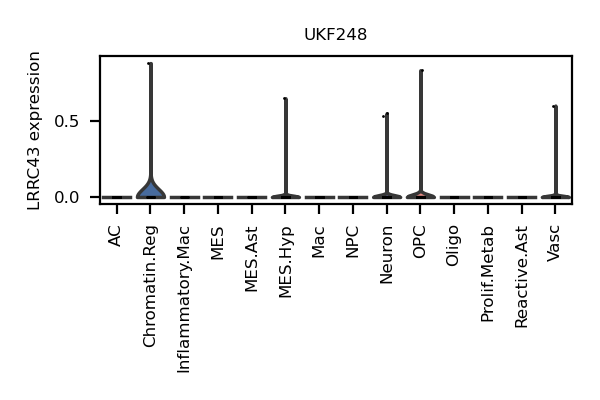 UKF248
LRRC43 expression
0.5
0.0
AC
Chromatin.Reg
Inflammatory.Mac
MES
MES.Ast
MES.Hyp
Mac
NPC
Neuron
OPC
Oligo
Prolif.Metab
Reactive.Ast
Vasc